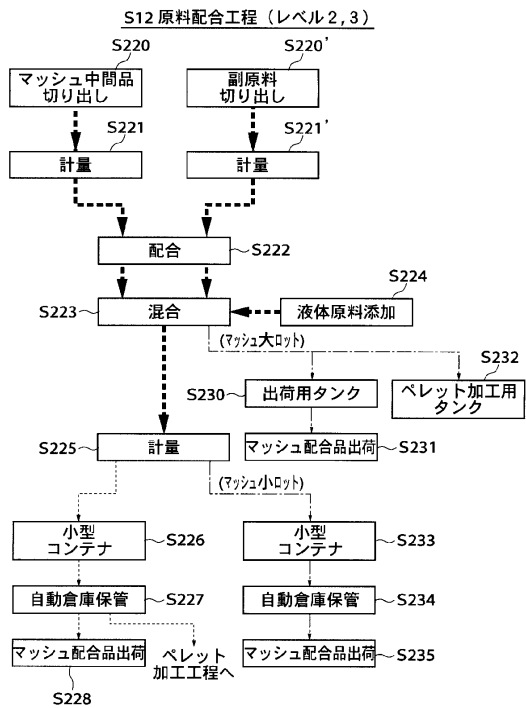 S12 原料配合工程 (レベル2,3)
S220
S220'
マッシュ中間品
切り出し
副原料
切り出し
S221
S221'
計量
計量
配合
S222
S224
S223
混合
液体原料添加
(マッシュ大ロット)
S232
S230
出荷用タンク
ペレット加工用
タンク
S225
計量
マッシュ配合品出荷
S231
(マッシュ小ロット)
小型
コンテナ
S226
小型
コンテナ
S233
自動倉庫保管
S227
自動倉庫保管
S234
マッシュ配合品出荷
ペレット
加工工程へ
マッシュ配合品出荷
S235
S228